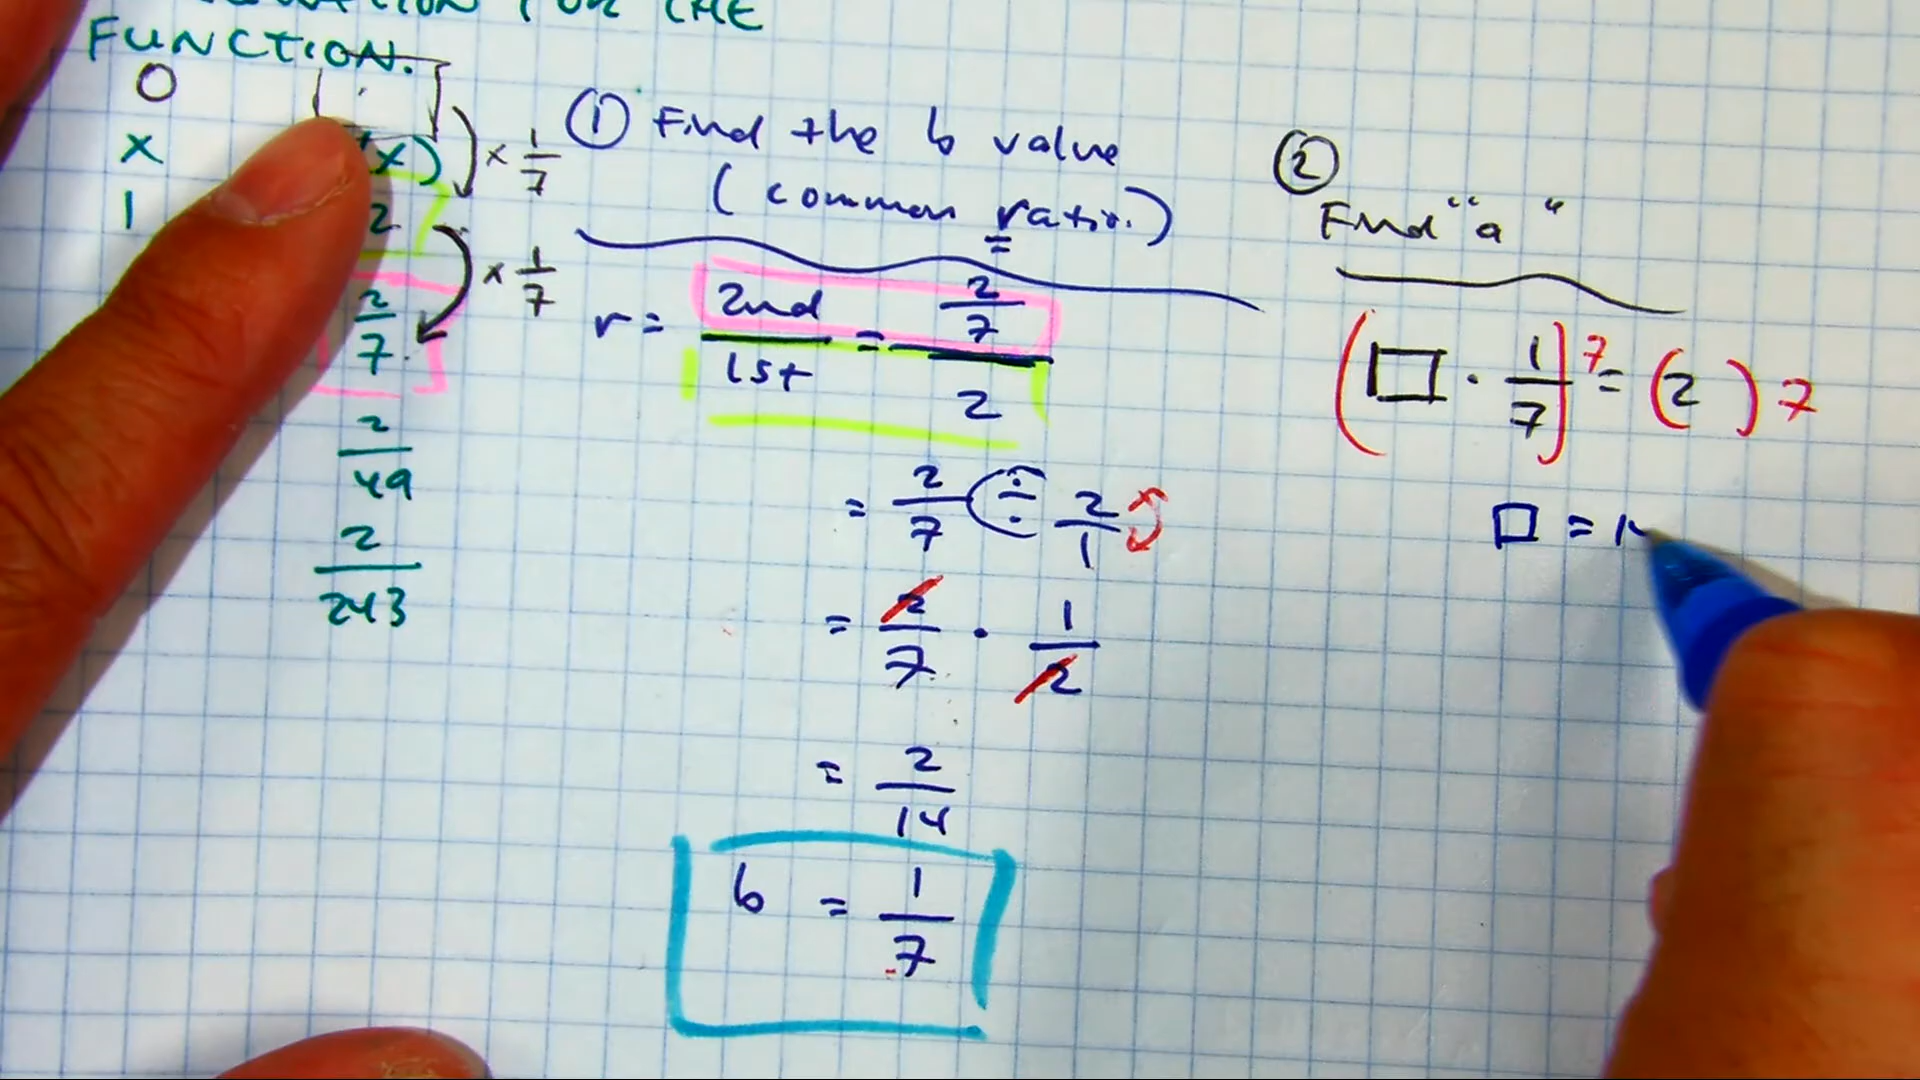 FOR THE
FUNCTION.
0
x (x)
1 2
2/7
2/49
2/243
× 1/7
× 1/7
① Find the b value
(common ratio.)
r = 2nd/1st = 2/7 / 2
= 2/7 ÷ 2/1
= 2/7 · 1/2
= 2/14
b = 1/7
②
Find "a"
(□ · 1/7) 7 = (2) 7
□ =